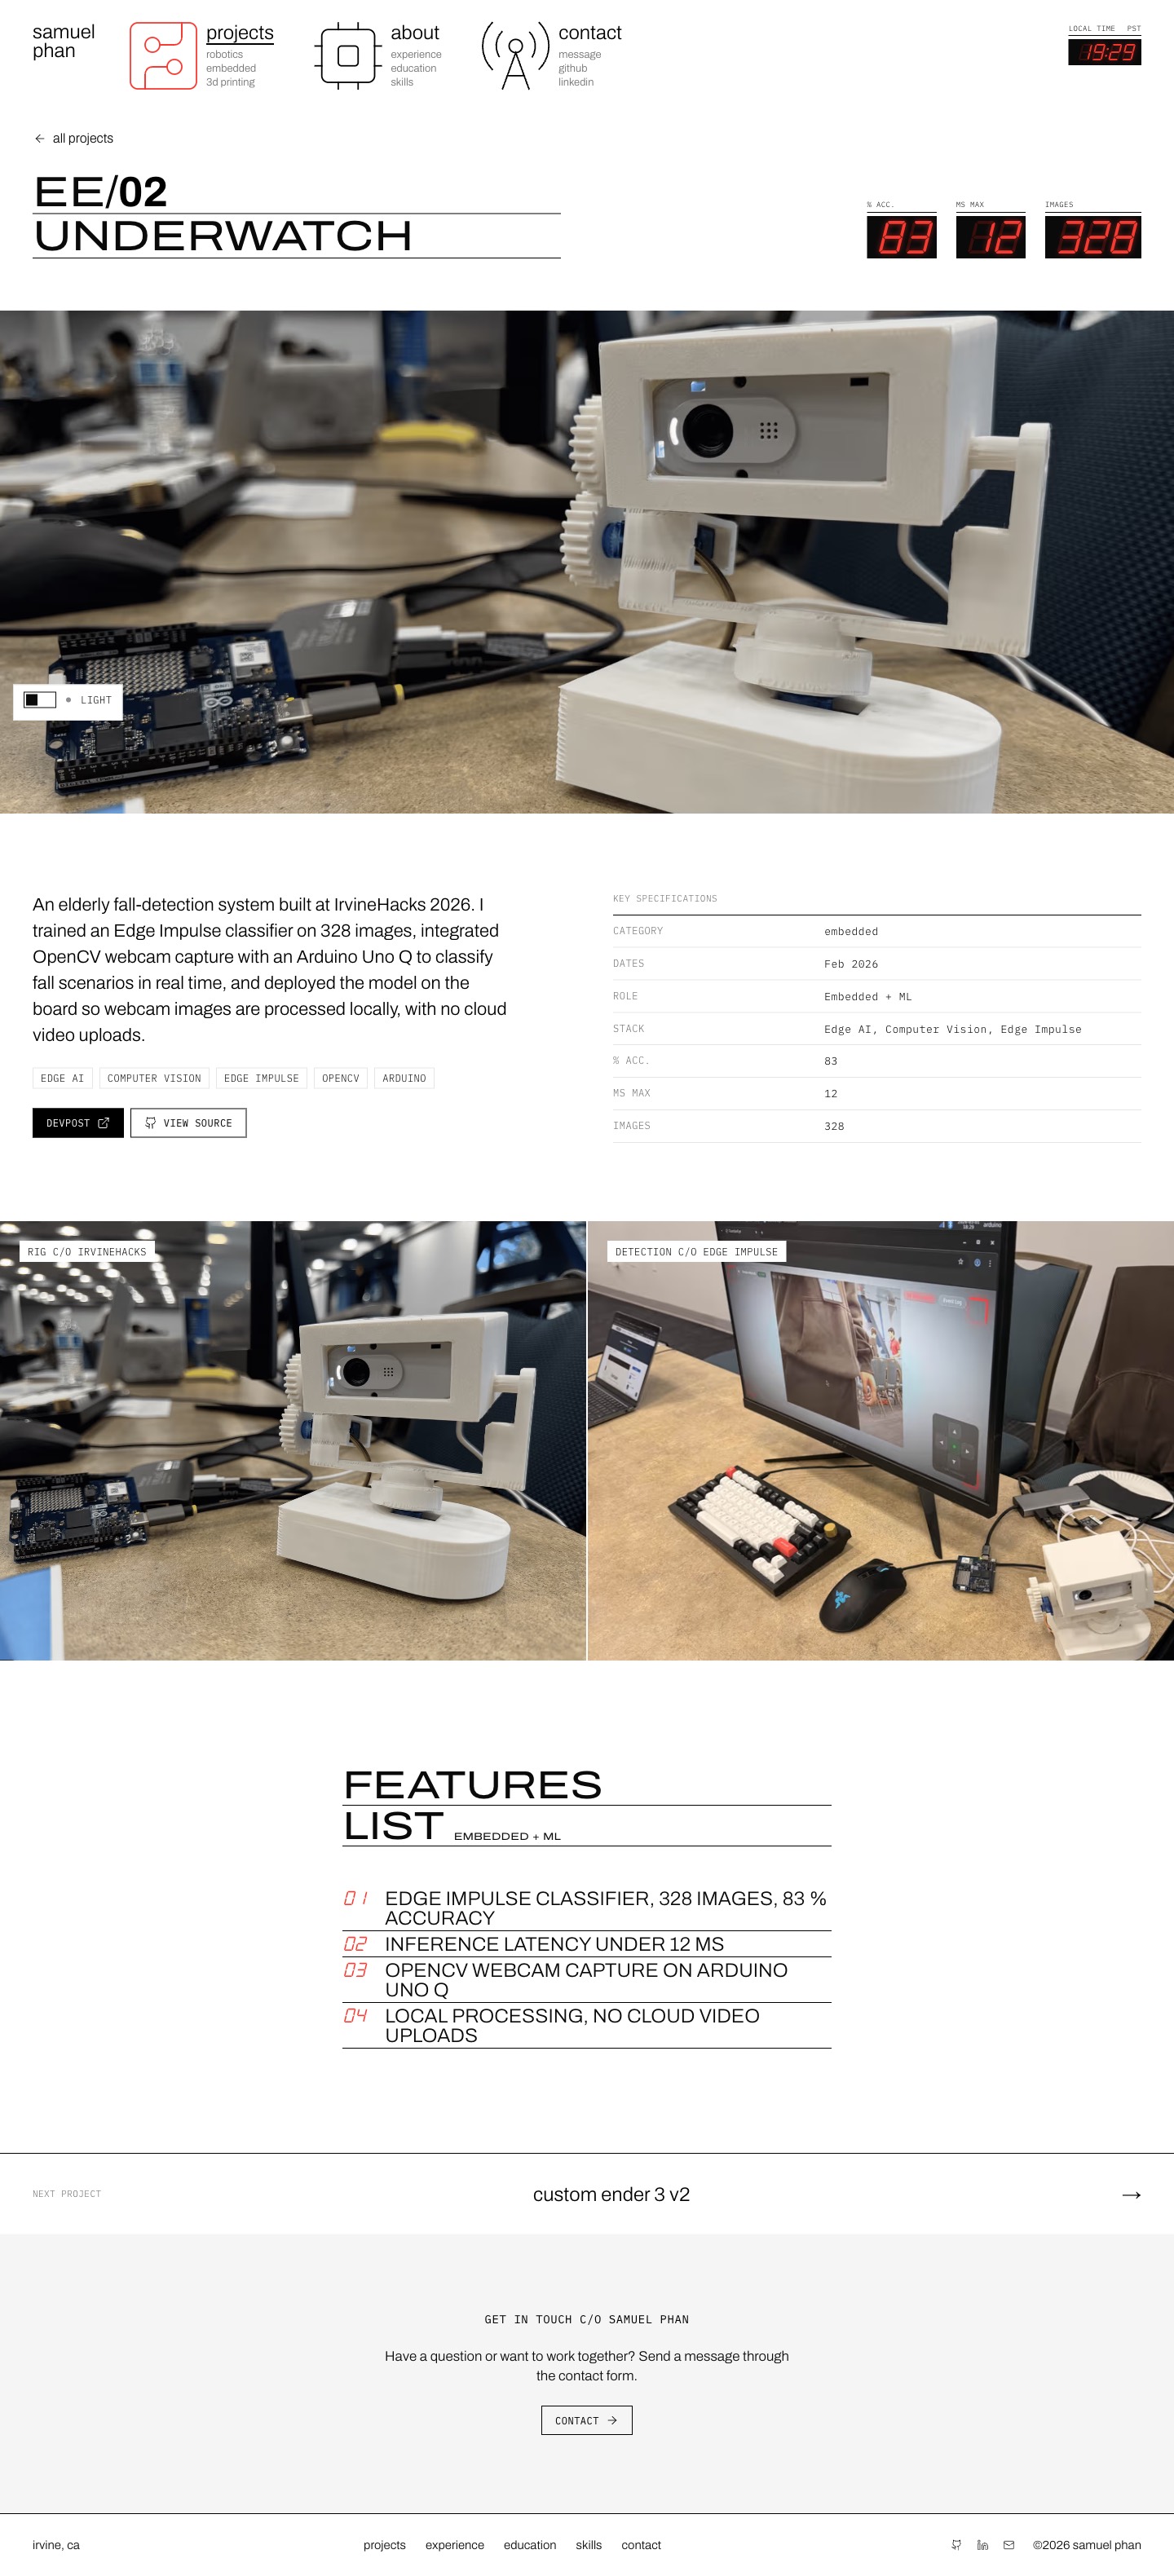 samuel
phan
projects
robotics
embedded
3d printing
about
experience
education
skills
contact
message
github
linkedin
LOCAL TIME PST
19:29
← all projects
EE/02
UNDERWATCH
% ACC.
83
MS MAX
12
IMAGES
328
LIGHT
An elderly fall-detection system built at IrvineHacks 2026. I
trained an Edge Impulse classifier on 328 images, integrated
OpenCV webcam capture with an Arduino Uno Q to classify
fall scenarios in real time, and deployed the model on the
board so webcam images are processed locally, with no cloud
video uploads.
EDGE AI
COMPUTER VISION
EDGE IMPULSE
OPENCV
ARDUINO
DEVPOST
VIEW SOURCE
KEY SPECIFICATIONS
CATEGORY embedded
DATES Feb 2026
ROLE Embedded + ML
STACK Edge AI, Computer Vision, Edge Impulse
% ACC. 83
MS MAX 12
IMAGES 328
RIG C/O IRVINEHACKS
DETECTION C/O EDGE IMPULSE
FEATURES
LIST EMBEDDED + ML
01 EDGE IMPULSE CLASSIFIER, 328 IMAGES, 83 %
ACCURACY
02 INFERENCE LATENCY UNDER 12 MS
03 OPENCV WEBCAM CAPTURE ON ARDUINO
UNO Q
04 LOCAL PROCESSING, NO CLOUD VIDEO
UPLOADS
NEXT PROJECT
custom ender 3 v2
→
GET IN TOUCH C/O SAMUEL PHAN
Have a question or want to work together? Send a message through
the contact form.
CONTACT →
irvine, ca
projects experience education skills contact
©2026 samuel phan